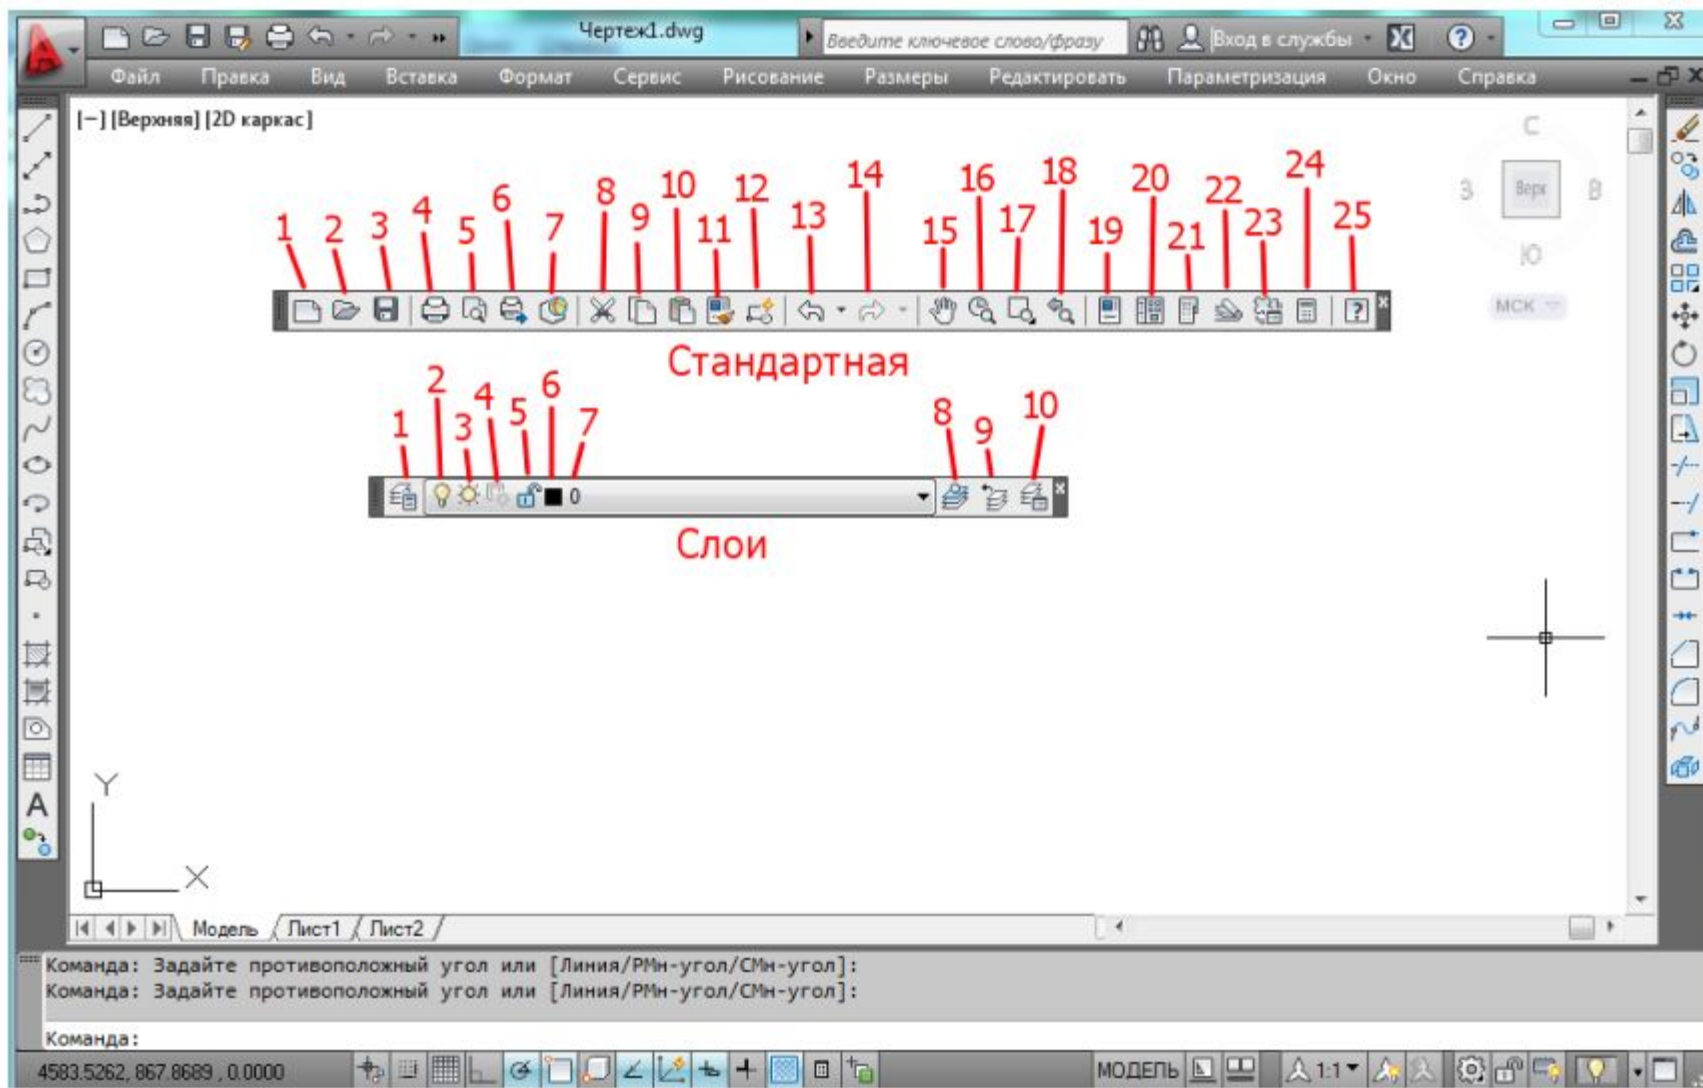 Чертеж1.dwg
Введите ключевое слово/фразу
Вход в службы
Файл Правка Вид Вставка Формат Сервис Рисование Размеры Редактировать Параметризация Окно Справка
[−] [Верхняя] [2D каркас]
С
З Верх В
Ю
МСК
1 2 3 4 5 6 7 8 9 10 11 12 13 14 15 16 17 18 19 20 21 22 23 24 25
Стандартная
1 2 3 4 5 6 7 8 9 10
0
Слои
Y
X
A
Модель Лист1 Лист2
Команда: Задайте противоположный угол или [Линия/РМн-угол/СМн-угол]:
Команда: Задайте противоположный угол или [Линия/РМн-угол/СМн-угол]:
Команда:
4583.5262, 867.8689 , 0.0000 МОДЕЛЬ 1:1